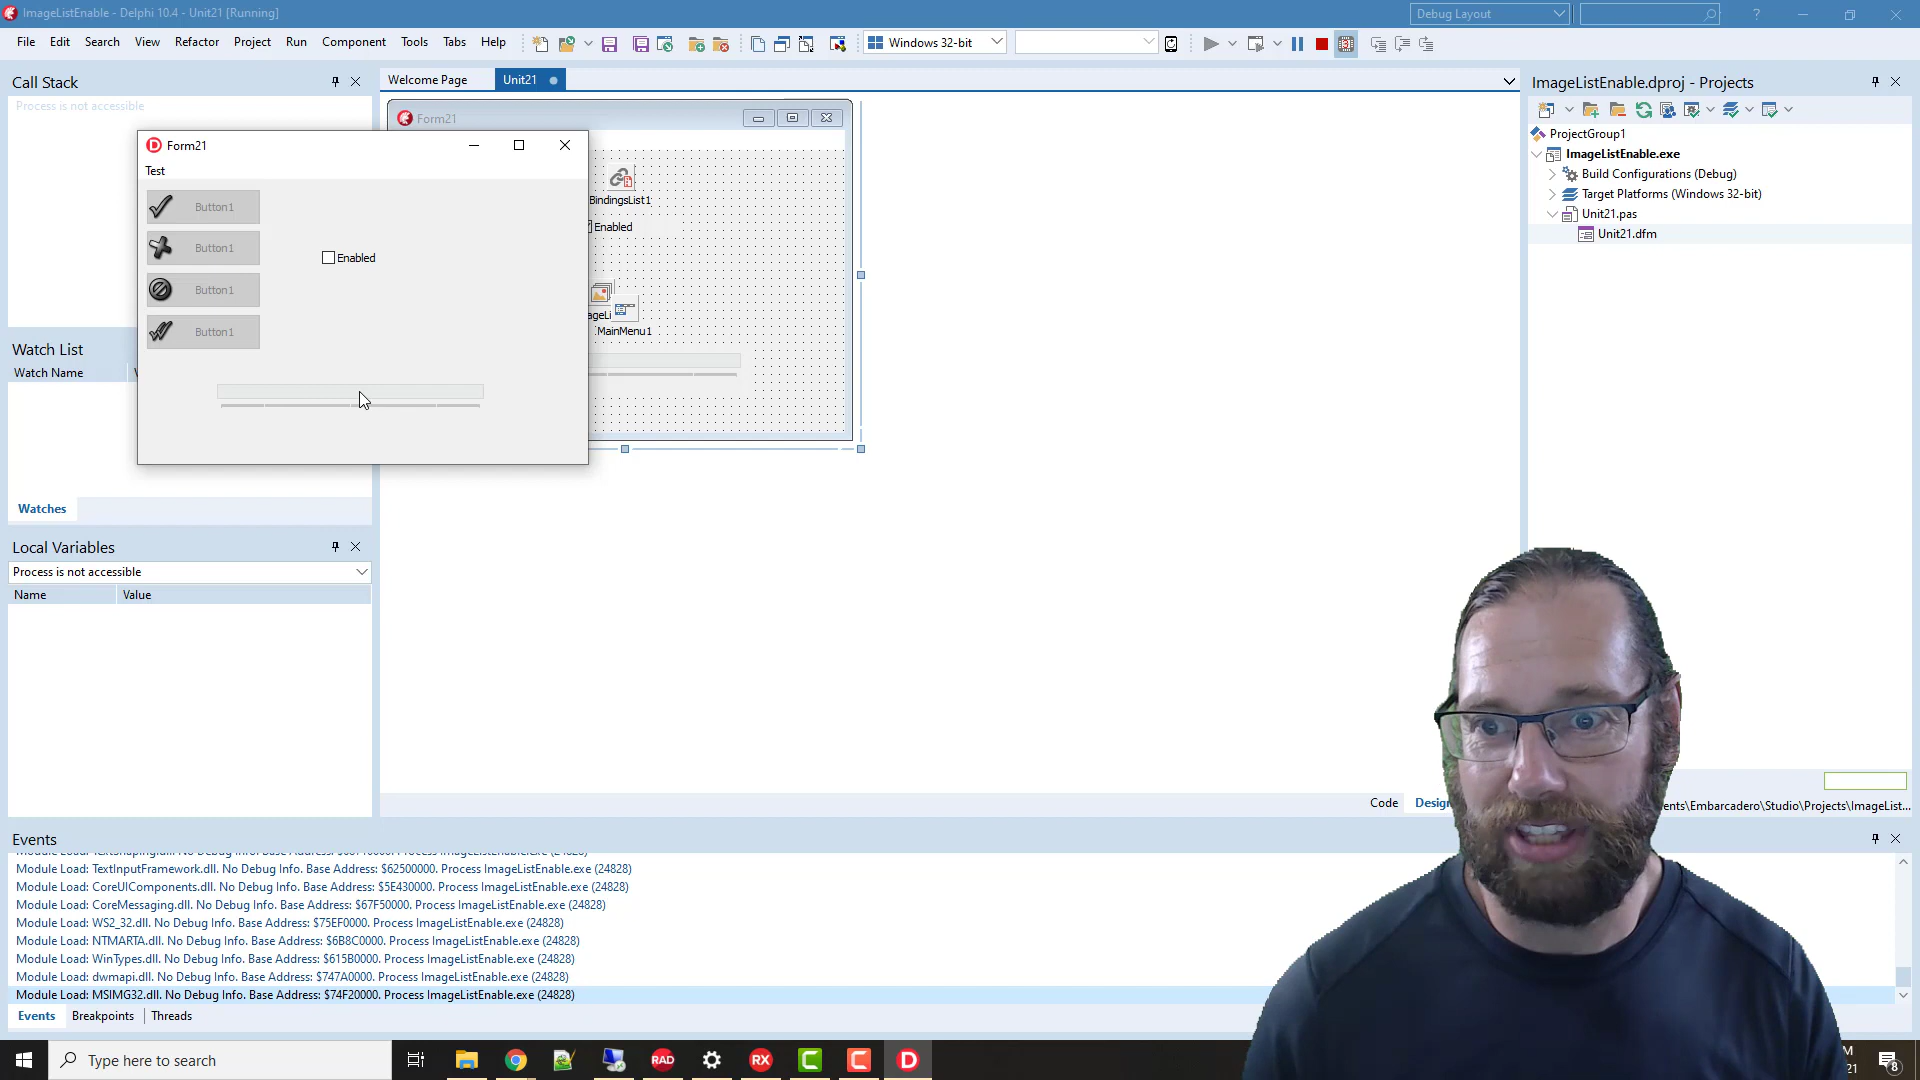 ImageListEnable - Delphi 10.4 - Unit21 [Running]
Debug Layout
File Edit Search View Refactor Project Run Component Tools Tabs Help
Windows 32-bit
Call Stack
Process is not accessible
Welcome Page
Unit21
Form21
Form21
Test
Button1
Button1
Button1
Button1
Enabled
BindingsList1
Enabled
ageLi
MainMenu1
Watch List
Watch Name
Watches
Local Variables
Process is not accessible
Name Value
ImageListEnable.dproj - Projects
ProjectGroup1
ImageListEnable.exe
Build Configurations (Debug)
Target Platforms (Windows 32-bit)
Unit21.pas
Unit21.dfm
Code
Design
ents\Embarcadero\Studio\Projects\ImageList...
Events
Module Load: TextInputFramework.dll. No Debug Info. Base Address: $62500000. Process ImageListEnable.exe (24828)
Module Load: CoreUIComponents.dll. No Debug Info. Base Address: $5E430000. Process ImageListEnable.exe (24828)
Module Load: CoreMessaging.dll. No Debug Info. Base Address: $67F50000. Process ImageListEnable.exe (24828)
Module Load: WS2_32.dll. No Debug Info. Base Address: $75EF0000. Process ImageListEnable.exe (24828)
Module Load: NTMARTA.dll. No Debug Info. Base Address: $6B8C0000. Process ImageListEnable.exe (24828)
Module Load: WinTypes.dll. No Debug Info. Base Address: $615B0000. Process ImageListEnable.exe (24828)
Module Load: dwmapi.dll. No Debug Info. Base Address: $747A0000. Process ImageListEnable.exe (24828)
Module Load: MSIMG32.dll. No Debug Info. Base Address: $74F20000. Process ImageListEnable.exe (24828)
Events Breakpoints Threads
Type here to search
RAD
RX
C
C
D
M
21
8